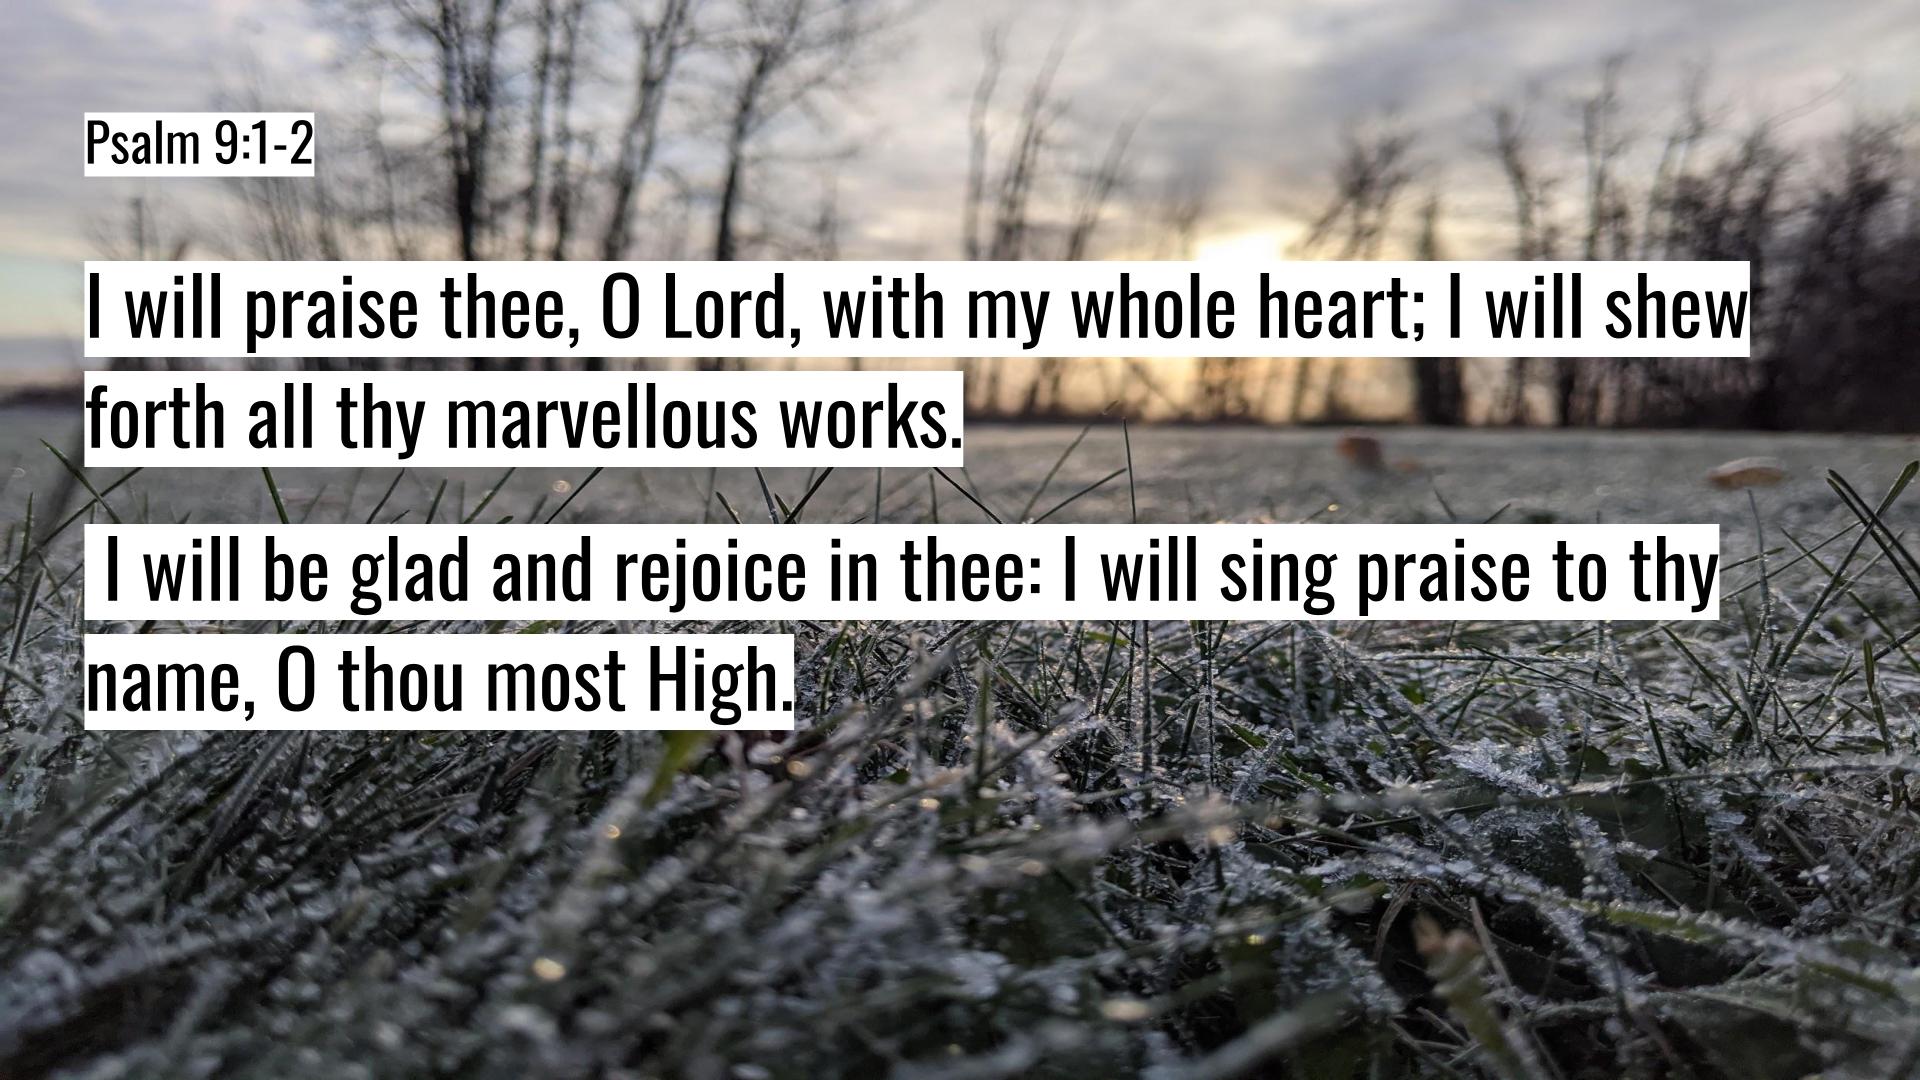 Psalm 9:1-2
I will praise thee, O Lord, with my whole heart; I will shew
forth all thy marvellous works.
I will be glad and rejoice in thee: I will sing praise to thy
name, O thou most High.